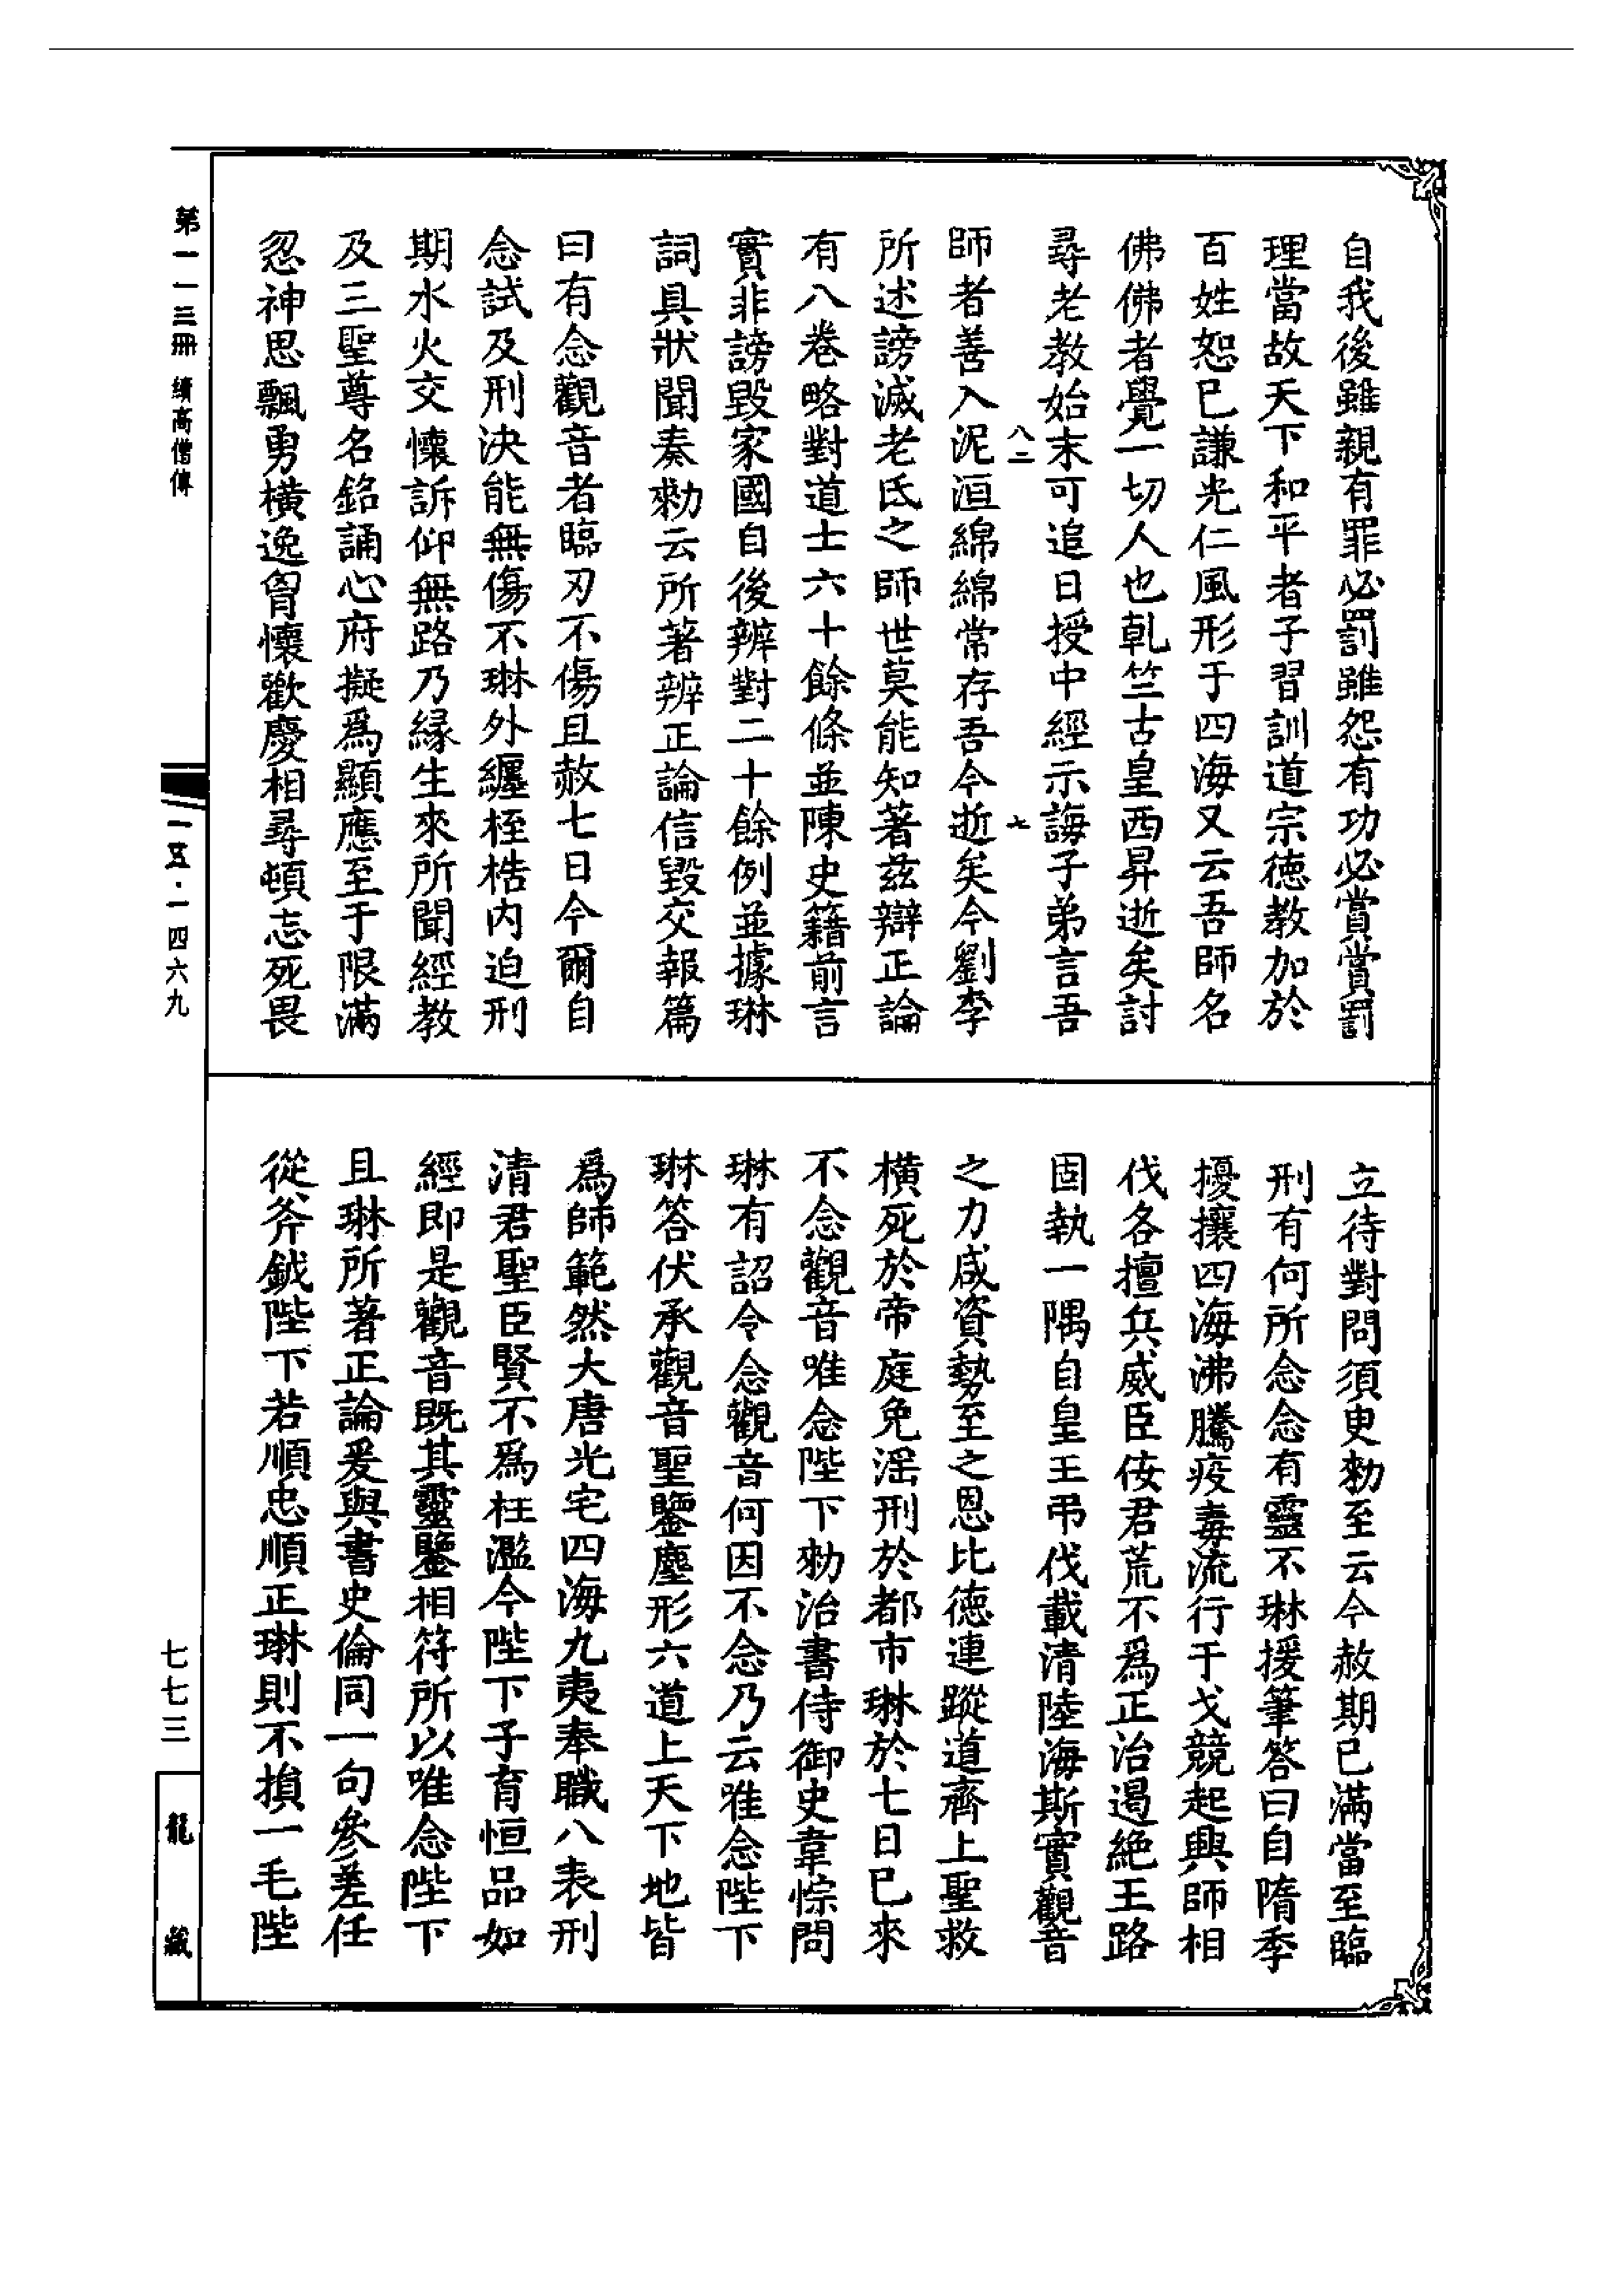 自我後雖親有罪必罰雖怨有功必賞賞罰
理當故天下和平者子習訓道宗徳教加於
百姓恕已謙光仁風形于四海又云吾師名
佛佛者覺一切人也乹竺古皇西昇逝矣討
尋老教始末可追日授中經示誨子弟言吾
八二
七
師者善入泥洹綿綿常存吾今逝矣今劉李
所述謗滅老氏之師世莫能知著兹辯正論
有八卷略對道士六十餘條並陳史籍前言
實非謗毀家國自後辨對二十餘例並據琳
詞具狀聞奏勅云所著辨正論信毀交報篇
曰有念觀音者臨刃不傷且赦七日今爾自
念試及刑決能無傷不琳外纏桎梏内迫刑
期水火交懷訴仰無路乃縁生來所聞經教
及三聖尊名銘誦心府擬爲顯應至于限滿
忽神思飄勇横逸胷懷歡慶相尋頓忘死畏
立待對問須臾勅至云今赦期已滿當至臨
刑有何所念念有靈不琳援筆答曰自隋季
擾攘四海沸騰疫毒流行干戈競起興師相
伐各擅兵威臣佞君荒不爲正治遏絶王路
固執一隅自皇王弔伐載清陸海斯實觀音
之力咸資勢至之恩比徳連蹤道齊上聖救
横死於帝庭免滛刑於都市琳於七日已來
不念觀音唯念陛下勅治書侍御史韋悰問
琳有詔令念觀音何因不念乃云雅念陛下
琳答伏承觀音聖鑒塵形六道上天下地皆
爲師範然大唐光宅四海九夷奉職八表刑
清君聖臣賢不爲枉濫今陛下子育恒品如
經即是觀音既其靈鑒相符所以唯念陛下
且琳所著正論爰與書史倫同一句參差任
從斧鉞陛下若順忠順正琳則不損一毛陛
第一一三冊　續高僧傳
一五·一四六九
七七三
龍藏